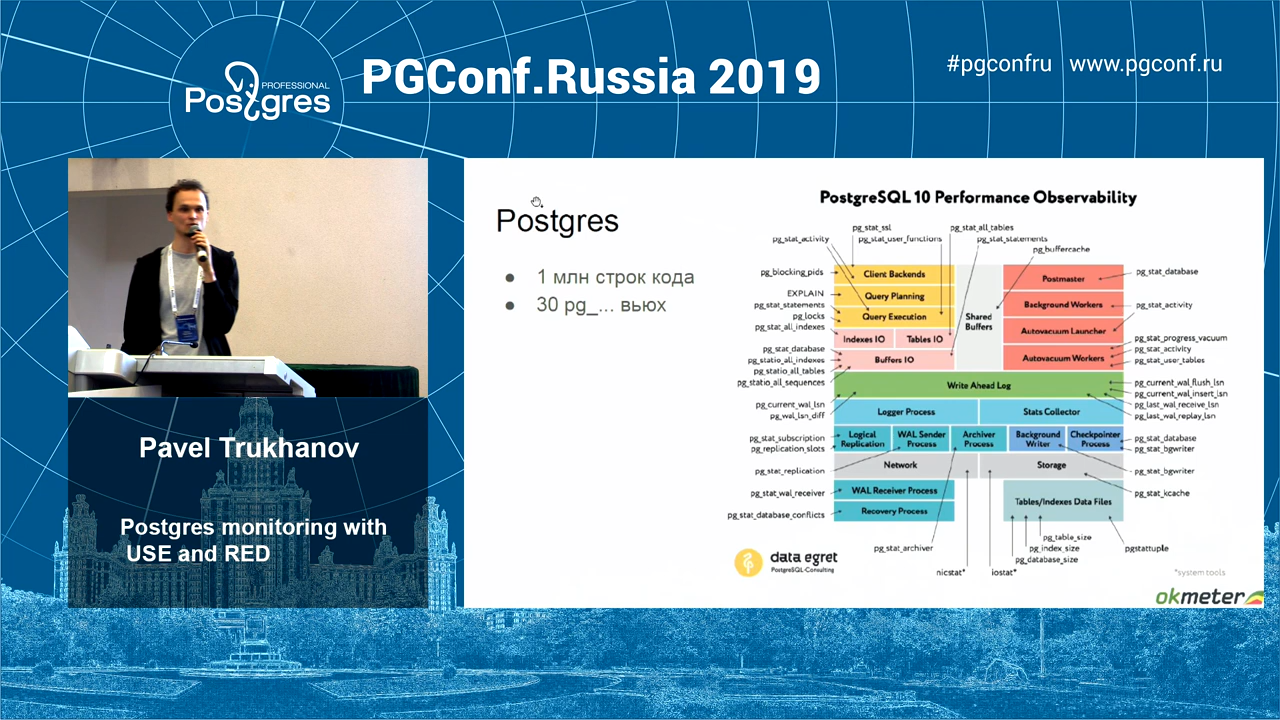 PROFESSIONAL
Postgres
PGConf.Russia 2019
#pgconfru www.pgconf.ru
Pavel Trukhanov
Postgres monitoring with
USE and RED
Postgres
● 1 млн строк кода
● 30 pg_... вьюх
PostgreSQL 10 Performance Observability
pg_stat_ssl
pg_stat_all_tables
pg_stat_activity
pg_stat_user_functions
pg_stat_statements
pg_buffercache
pg_blocking_pids
Client Backends
Postmaster
pg_stat_database
EXPLAIN
Query Planning
pg_stat_statements
Background Workers
pg_stat_activity
pg_locks
Query Execution
Shared
Buffers
pg_stat_all_indexes
Autovacuum Launcher
Indexes IO
Tables IO
pg_stat_progress_vacuum
pg_stat_database
pg_stat_activity
pg_statio_all_indexes
Buffers IO
Autovacuum Workers
pg_stat_user_tables
pg_statio_all_tables
pg_statio_all_sequences
Write Ahead Log
pg_current_wal_flush_lsn
pg_current_wal_insert_lsn
pg_current_wal_lsn
pg_last_wal_receive_lsn
pg_wal_lsn_diff
Logger Process
Stats Collector
pg_last_wal_replay_lsn
pg_stat_subscription
Logical
Replication
WAL Sender
Process
Archiver
Process
Background
Writer
Checkpointer
Process
pg_stat_database
pg_replication_slots
pg_stat_bgwriter
pg_stat_replication
Network
Storage
pg_stat_bgwriter
pg_stat_wal_receiver
WAL Receiver Process
pg_stat_kcache
Tables/Indexes Data Files
pg_stat_database_conflicts
Recovery Process
pg_stat_archiver
pg_table_size
pg_index_size
pgstattuple
pg_database_size
nicstat*
iostat*
data egret
PostgreSQL-Consulting
*system tools
okmeter